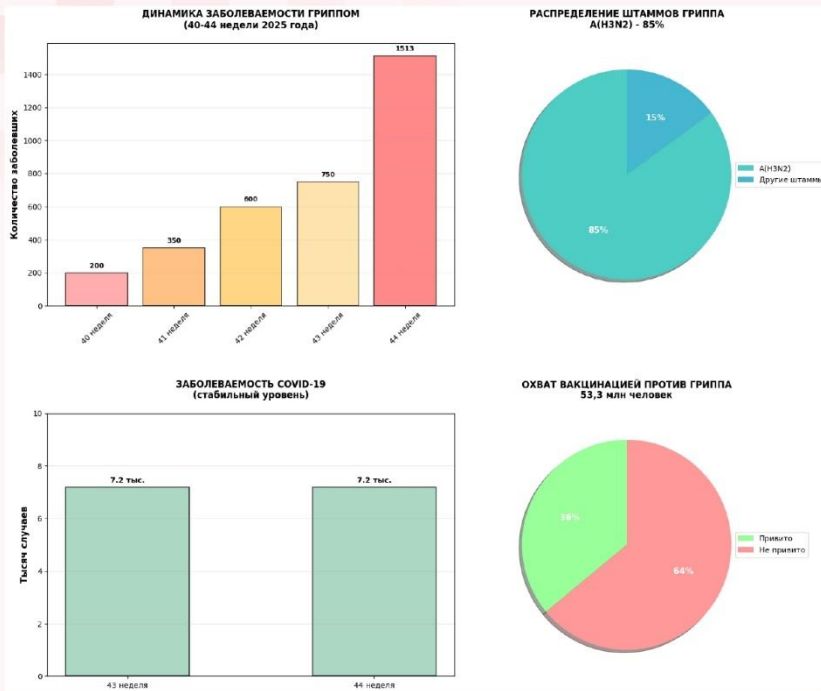 ДИНАМИКА ЗАБОЛЕВАЕМОСТИ ГРИППОМ
(40-44 недели 2025 года)
Количество заболевших
1400
1200
1000
800
600
400
200
0
200
350
600
750
1513
40 неделя
41 неделя
42 неделя
43 неделя
44 неделя
РАСПРЕДЕЛЕНИЕ ШТАММОВ ГРИППА
A(H3N2) - 85%
15%
85%
A(H3N2)
Другие штаммы
ЗАБОЛЕВАЕМОСТЬ COVID-19
(стабильный уровень)
Тысяч случаев
10
8
6
4
2
0
7.2 тыс.
7.2 тыс.
43 неделя
44 неделя
ОХВАТ ВАКЦИНАЦИЕЙ ПРОТИВ ГРИППА
53,3 млн человек
36%
64%
Привито
Не привито